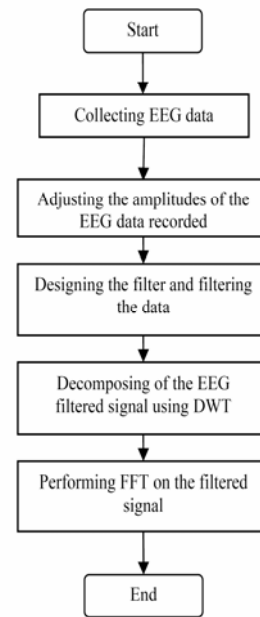 Start
Collecting EEG data
Adjusting the amplitudes of the
EEG data recorded
Designing the filter and filtering
the data
Decomposing of the EEG
filtered signal using DWT
Performing FFT on the filtered
signal
End